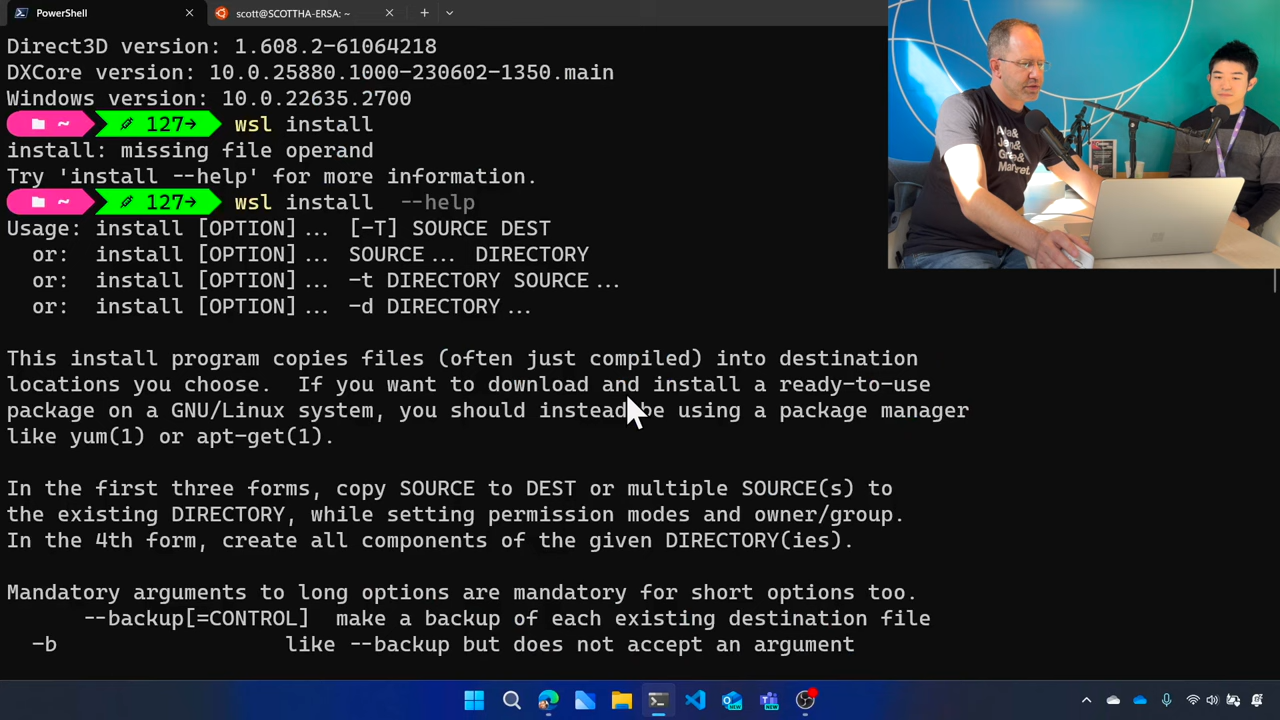 PowerShell
scott@SCOTTHA-ERSA: ~
Direct3D version: 1.608.2-61064218
DXCore version: 10.0.25880.1000-230602-1350.main
Windows version: 10.0.22635.2700
~ 127→ wsl install
install: missing file operand
Try 'install --help' for more information.
~ 127→ wsl install --help
Usage: install [OPTION]... [-T] SOURCE DEST
or: install [OPTION]... SOURCE... DIRECTORY
or: install [OPTION]... -t DIRECTORY SOURCE...
or: install [OPTION]... -d DIRECTORY...
This install program copies files (often just compiled) into destination
locations you choose. If you want to download and install a ready-to-use
package on a GNU/Linux system, you should instead be using a package manager
like yum(1) or apt-get(1).
In the first three forms, copy SOURCE to DEST or multiple SOURCE(s) to
the existing DIRECTORY, while setting permission modes and owner/group.
In the 4th form, create all components of the given DIRECTORY(ies).
Mandatory arguments to long options are mandatory for short options too.
--backup[=CONTROL] make a backup of each existing destination file
-b like --backup but does not accept an argument
NEW
NEW